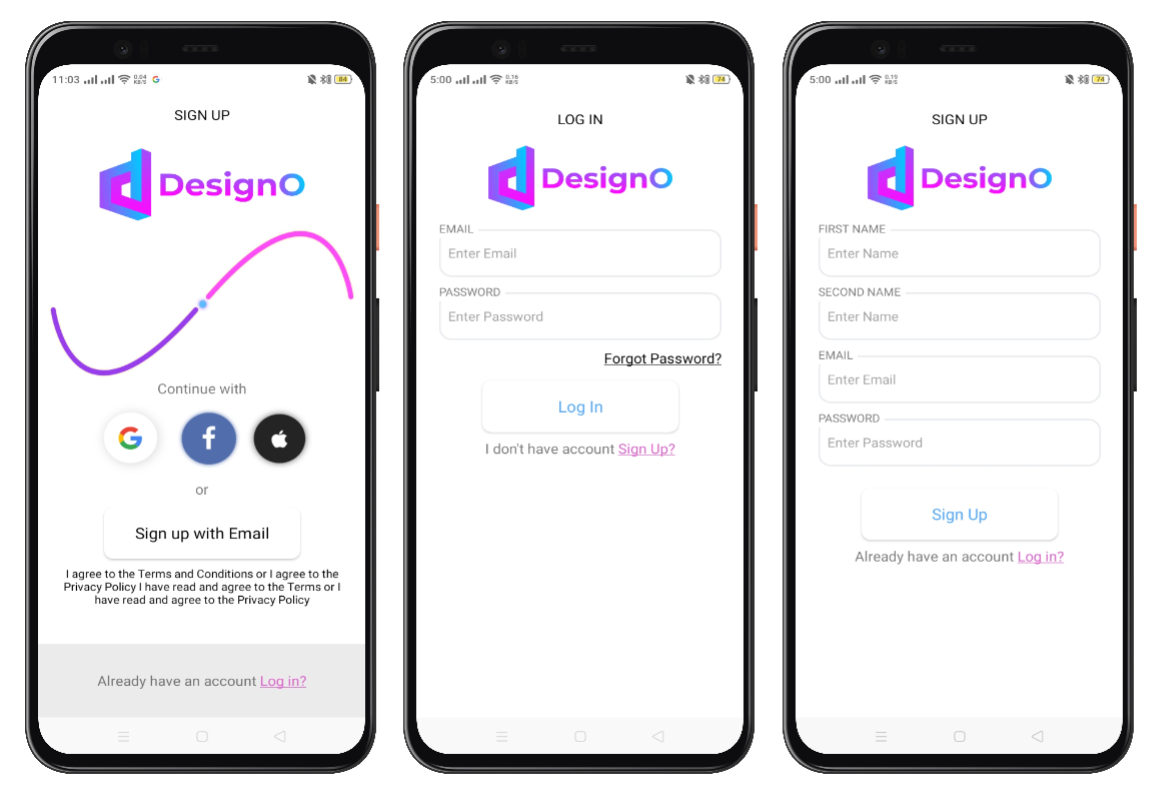 11:03 0.04 KB/S G 84
SIGN UP
DesignO
Continue with
or
Sign up with Email
I agree to the Terms and Conditions or I agree to the
Privacy Policy I have read and agree to the Terms or I
have read and agree to the Privacy Policy
Already have an account Log in?
5:00 0.16 KB/S 74
LOG IN
DesignO
EMAIL
Enter Email
PASSWORD
Enter Password
Forgot Password?
Log In
I don't have account Sign Up?
5:00 0.19 KB/S 74
SIGN UP
DesignO
FIRST NAME
Enter Name
SECOND NAME
Enter Name
EMAIL
Enter Email
PASSWORD
Enter Password
Sign Up
Already have an account Log in?